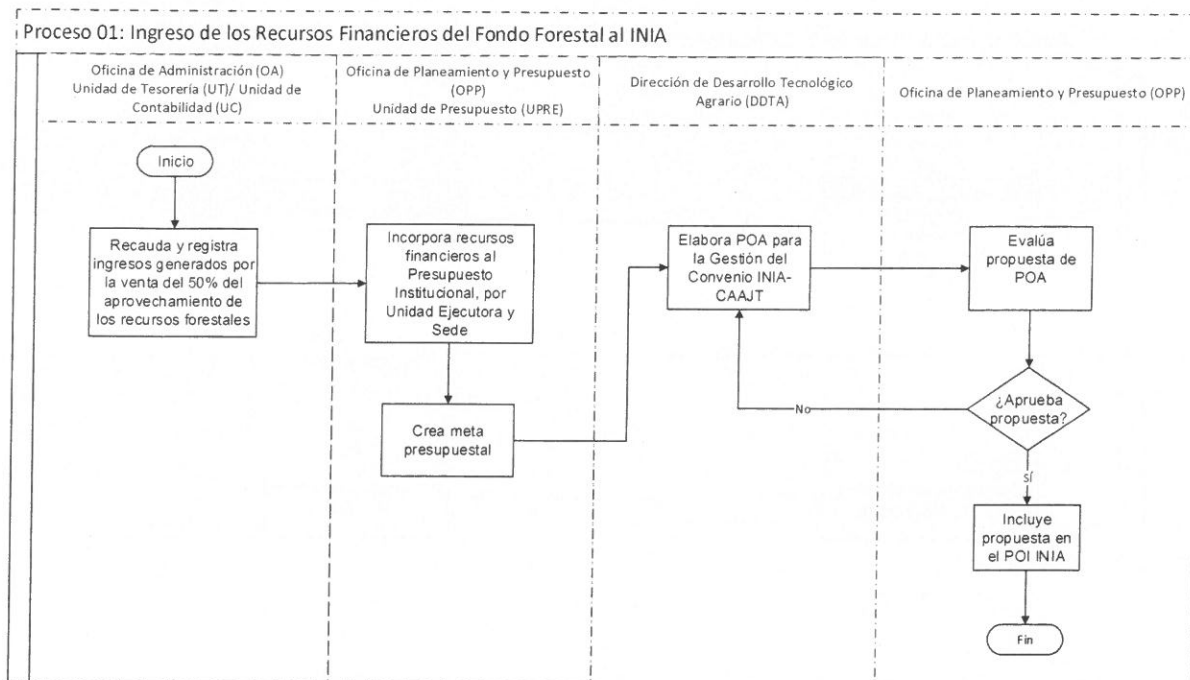 Proceso 01: Ingreso de los Recursos Financieros del Fondo Forestal al INIA
Oficina de Administración (OA)
Unidad de Tesorería (UT)/ Unidad de
Contabilidad (UC)
Oficina de Planeamiento y Presupuesto
(OPP)
Unidad de Presupuesto (UPRE)
Dirección de Desarrollo Tecnológico
Agrario (DDTA)
Oficina de Planeamiento y Presupuesto (OPP)
Inicio
Recauda y registra
ingresos generados por
la venta del 50% del
aprovechamiento de
los recursos forestales
Incorpora recursos
financieros al
Presupuesto
Institucional, por
Unidad Ejecutora y
Sede
Crea meta
presupuestal
Elabora POA para
la Gestión del
Convenio INIA-
CAAJT
Evalúa
propuesta de
POA
¿Aprueba
propuesta?
No
SÍ
Incluye
propuesta en
el POI INIA
Fin